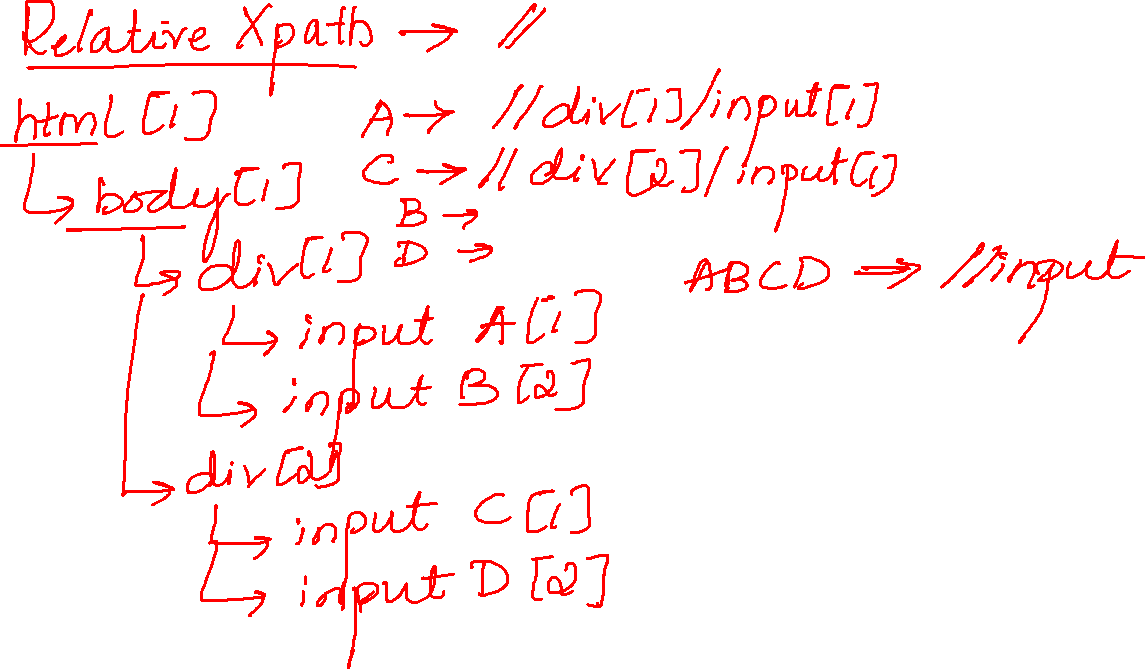 Relative Xpath → //
html[1]
A → //div[1]/input[1]
↳ body[1]
C → //div[2]/input[1]
B →
↳ div[1]
D →
ABCD ⇒ //input
↳ input A[1]
↳ input B[2]
↳ div[2]
↳ input C[1]
↳ input D[2]